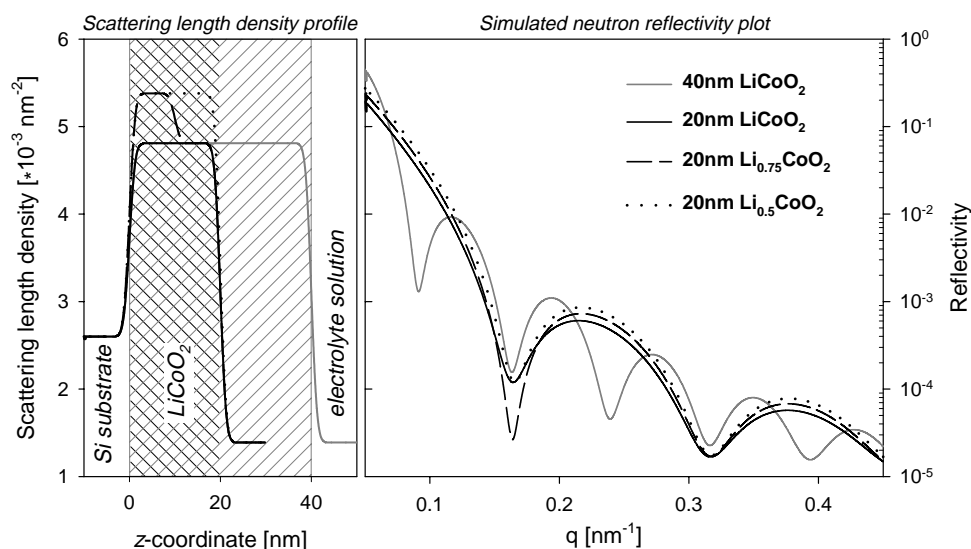 Scattering length density profile
Simulated neutron reflectivity plot
Scattering length density [*10⁻³ nm⁻²]
6
5
4
3
2
1
Si substrate
LiCoO₂
electrolyte solution
0
20
40
z-coordinate [nm]
40nm LiCoO₂
20nm LiCoO₂
20nm Li₀.₇₅CoO₂
20nm Li₀.₅CoO₂
0.1
0.2
0.3
0.4
q [nm⁻¹]
10⁰
10⁻¹
10⁻²
10⁻³
10⁻⁴
10⁻⁵
Reflectivity